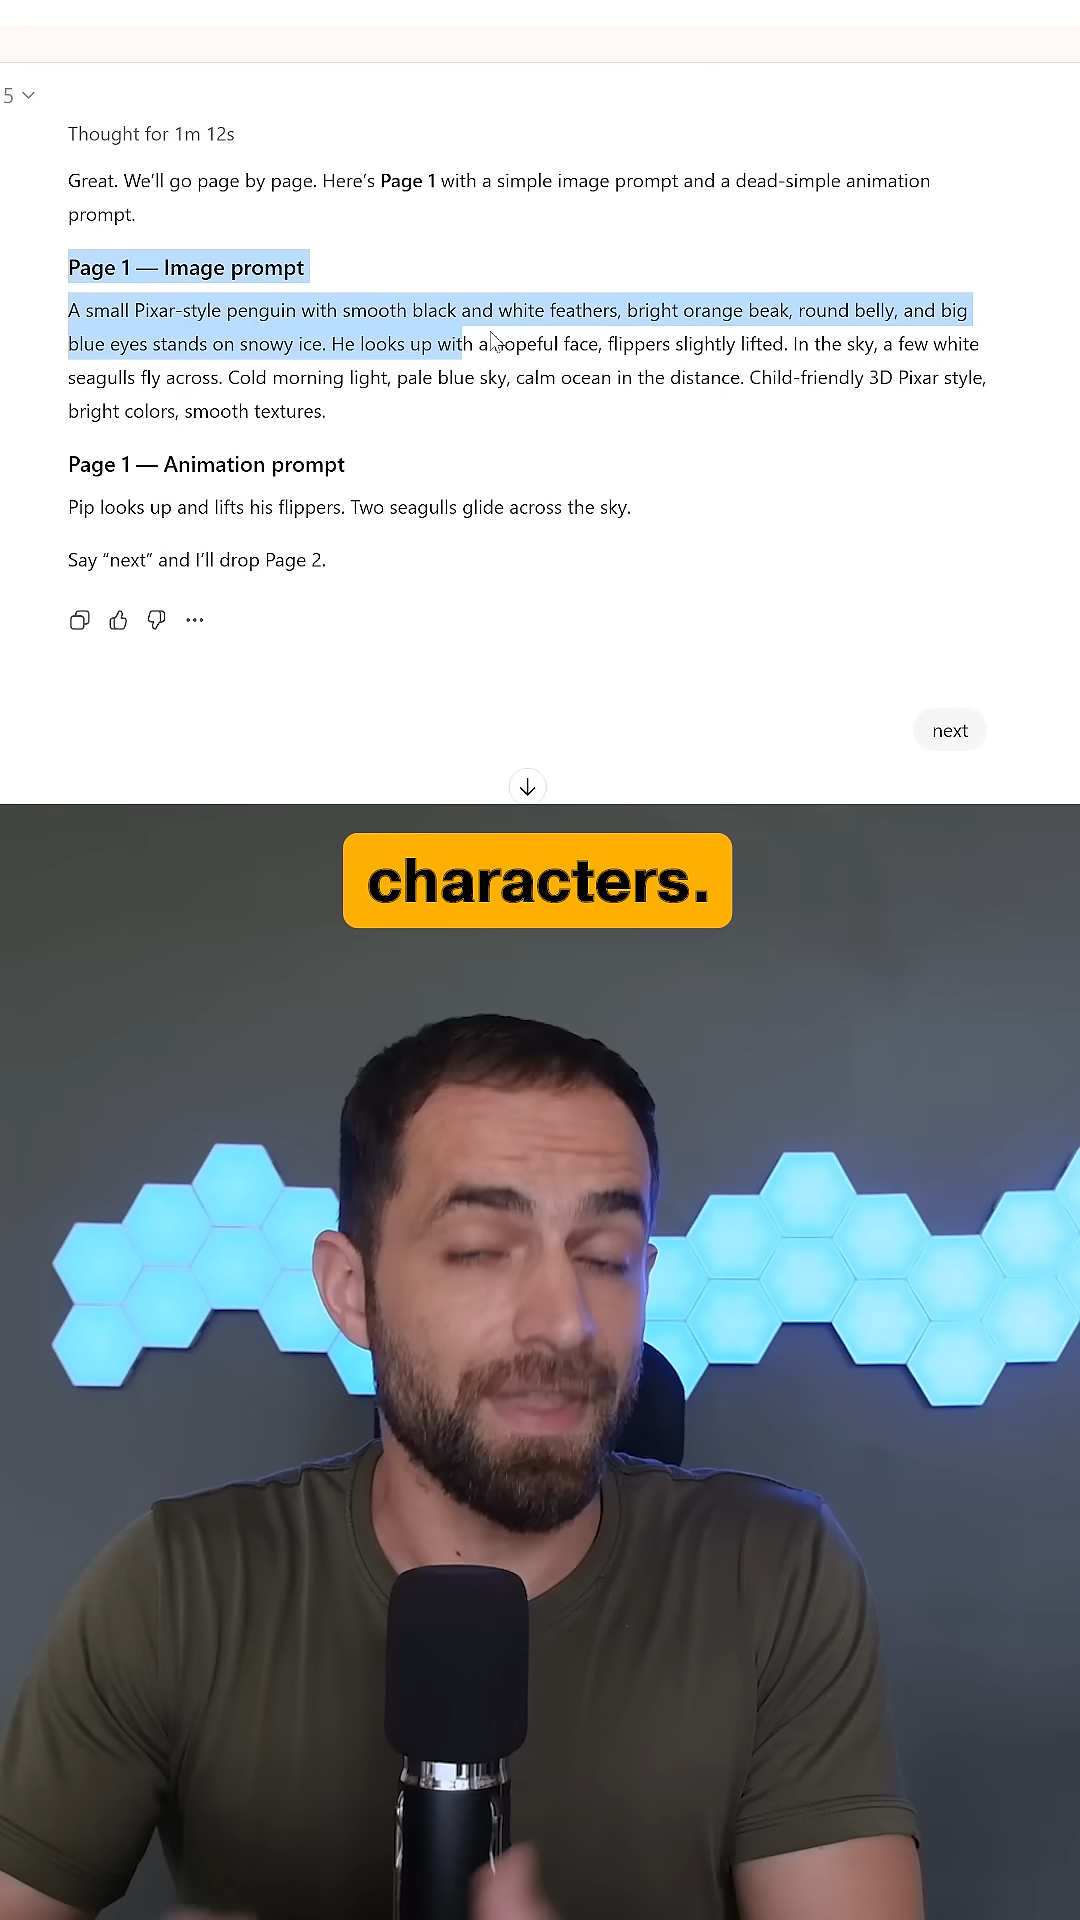 5
Thought for 1m 12s
Great. We'll go page by page. Here's Page 1 with a simple image prompt and a dead-simple animation
prompt.
Page 1 — Image prompt
A small Pixar-style penguin with smooth black and white feathers, bright orange beak, round belly, and big
blue eyes stands on snowy ice. He looks up with a hopeful face, flippers slightly lifted. In the sky, a few white
seagulls fly across. Cold morning light, pale blue sky, calm ocean in the distance. Child-friendly 3D Pixar style,
bright colors, smooth textures.
Page 1 — Animation prompt
Pip looks up and lifts his flippers. Two seagulls glide across the sky.
Say “next” and I'll drop Page 2.
next
characters.